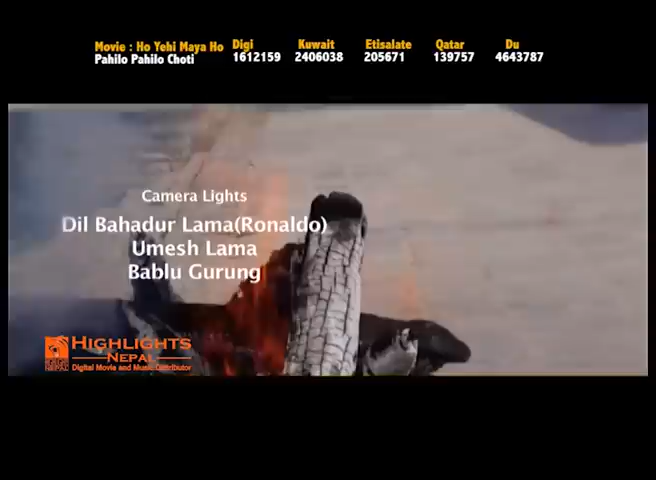 Movie : Ho Yehi Maya Ho Digi Kuwait Etisalate Qatar Du
Pahilo Pahilo Choti 1612159 2406038 205671 139757 4643787
Camera Lights
Dil Bahadur Lama(Ronaldo)
Umesh Lama
Bablu Gurung
HIGHLIGHTS
NEPAL
Digital Movie and Music Distributor